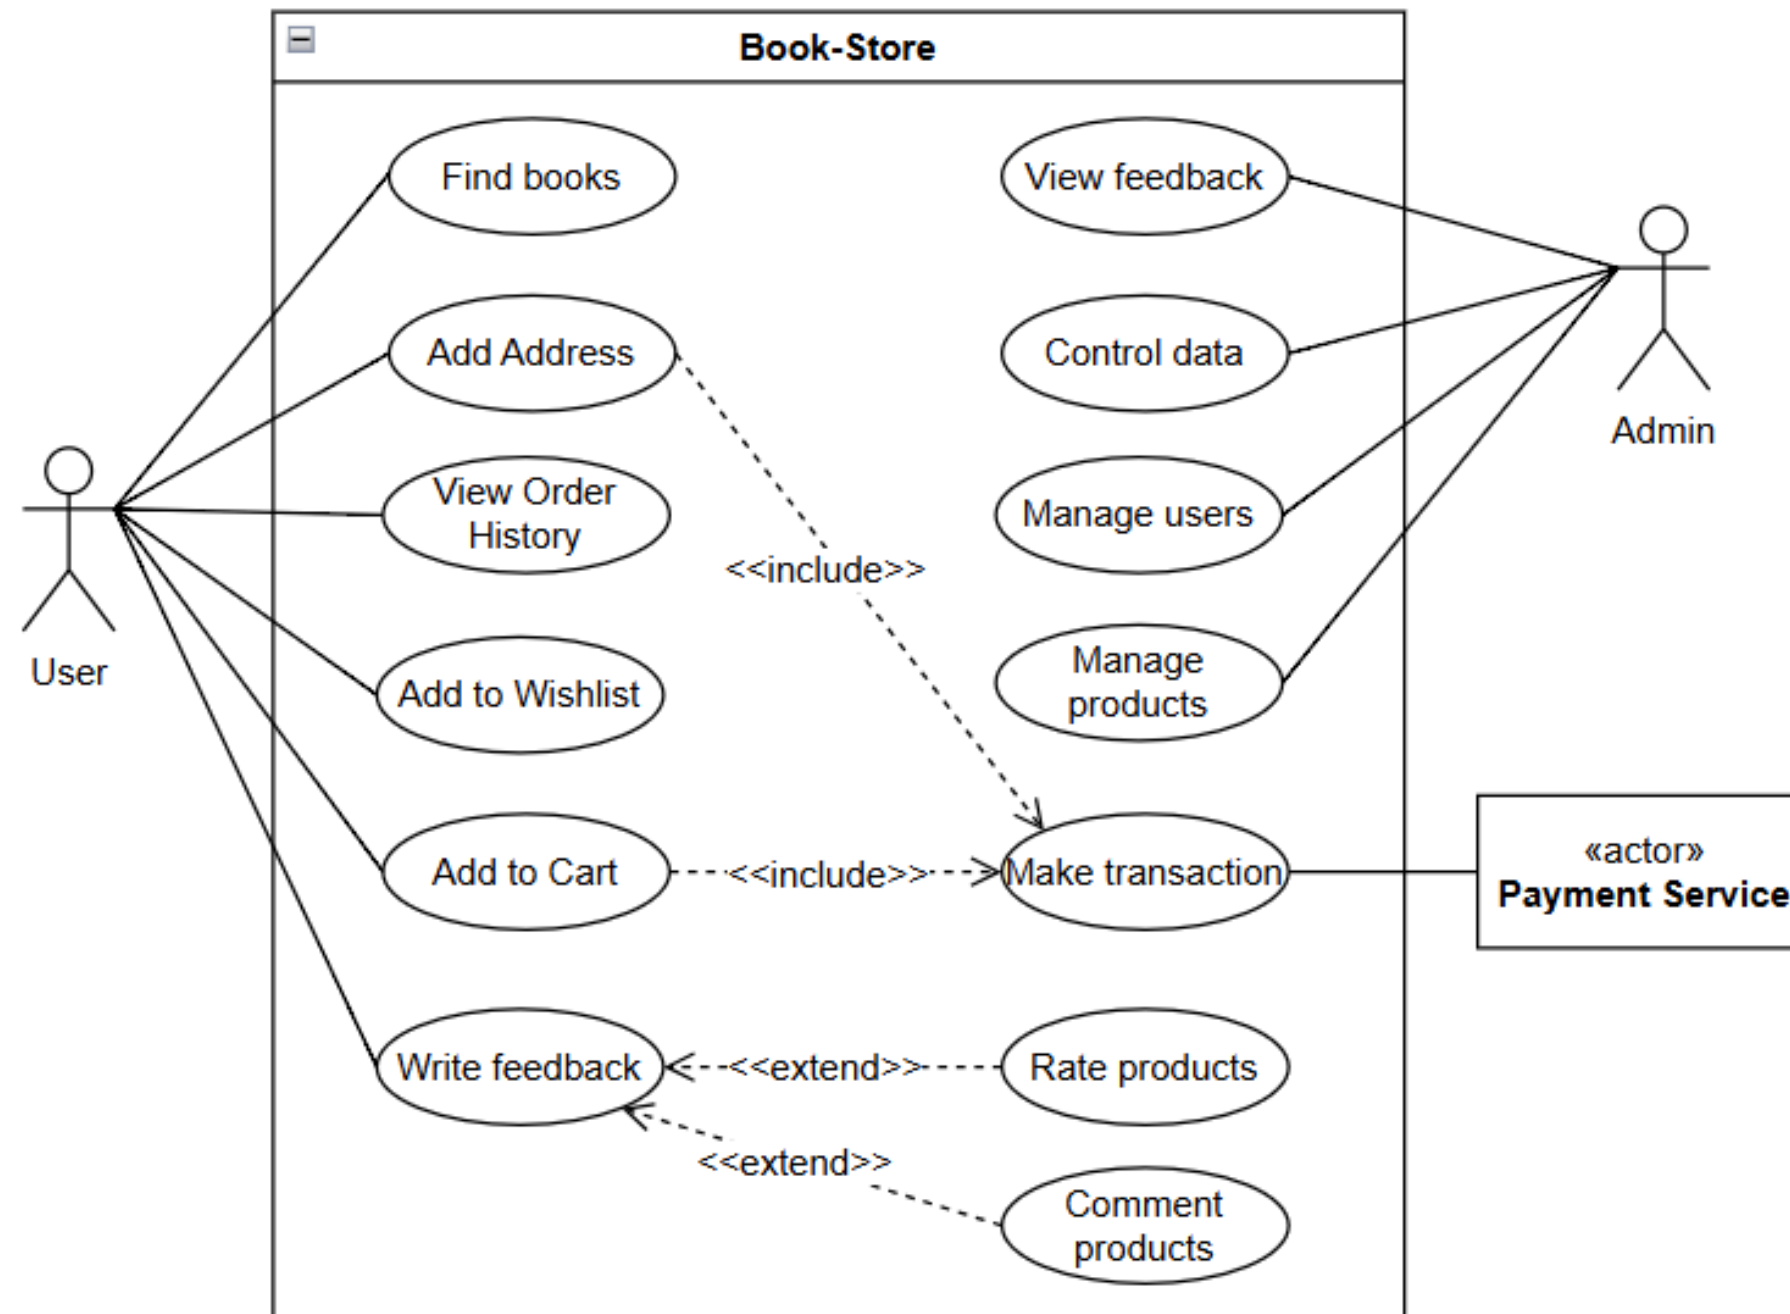 Book-Store
Find books
View feedback
Add Address
Control data
Admin
View Order
History
Manage users
<<include>>
User
Add to Wishlist
Manage
products
Add to Cart
<<include>>
Make transaction
«actor»
Payment Service
Write feedback
<<extend>>
Rate products
<<extend>>
Comment
products